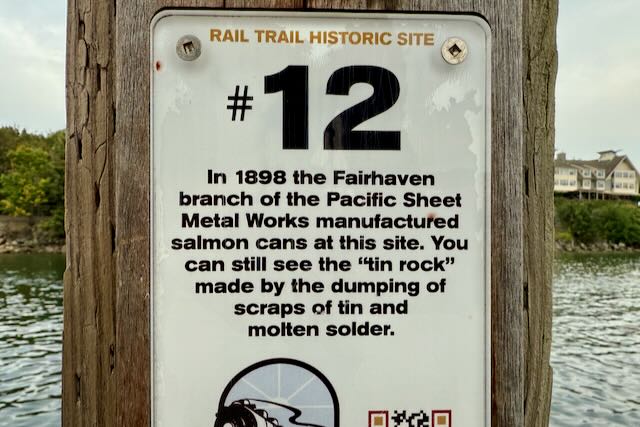 RAIL TRAIL HISTORIC SITE
#12
In 1898 the Fairhaven
branch of the Pacific Sheet
Metal Works manufactured
salmon cans at this site. You
can still see the “tin rock”
made by the dumping of
scraps of tin and
molten solder.